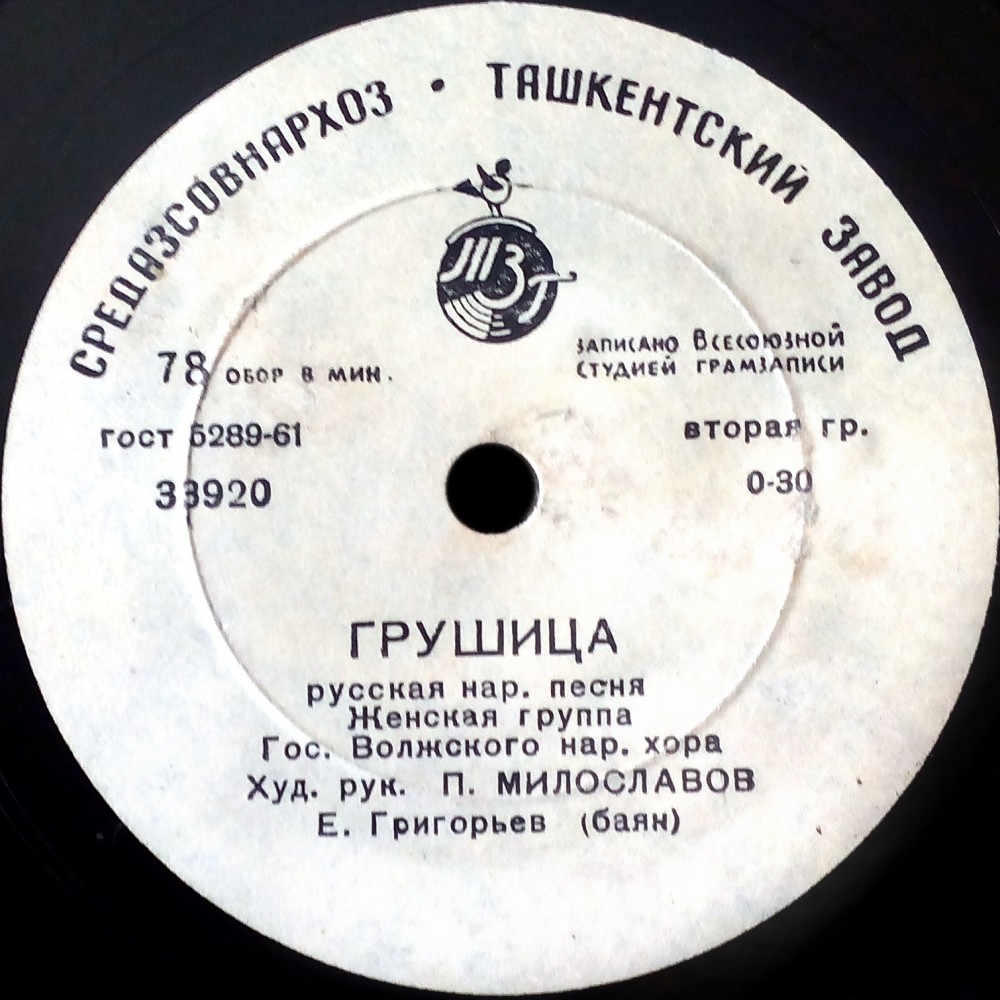 СРЕДАЗСОВНАРХОЗ • ТАШКЕНТСКИЙ ЗАВОД
ТЗГ
78 ОБОР В МИН.
ЗАПИСАНО ВСЕСОЮЗНОЙ
СТУДИЕЙ ГРАМЗАПИСИ
ГОСТ 5289-61
вторая гр.
33920
0-30
ГРУШИЦА
русская нар. песня
Женская группа
Гос. Волжского нар. хора
Худ. рук. П. МИЛОСЛАВОВ
Е. Григорьев (баян)